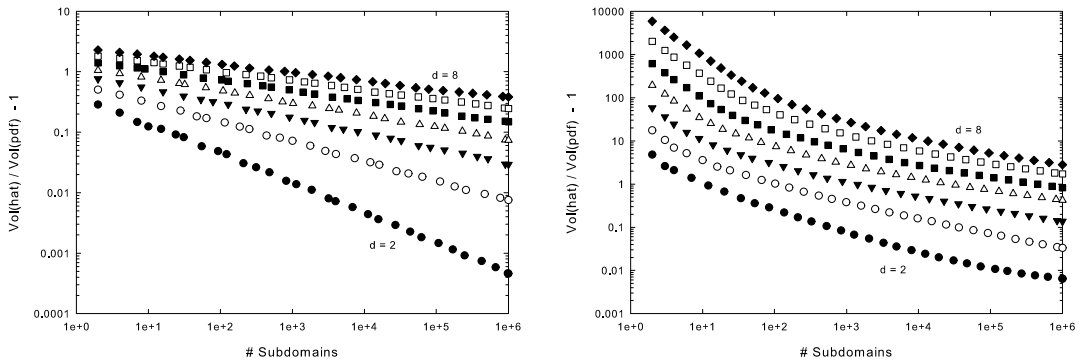 Vol(hat) / Vol(pdf) - 1
10
1
0.1
0.01
0.001
0.0001
d = 8
d = 2
1e+0
1e+1
1e+2
1e+3
1e+4
1e+5
1e+6
# Subdomains
Vol(hat) / Vol(pdf) - 1
10000
1000
100
10
1
0.1
0.01
0.001
d = 8
d = 2
1e+0
1e+1
1e+2
1e+3
1e+4
1e+5
1e+6
# Subdomains